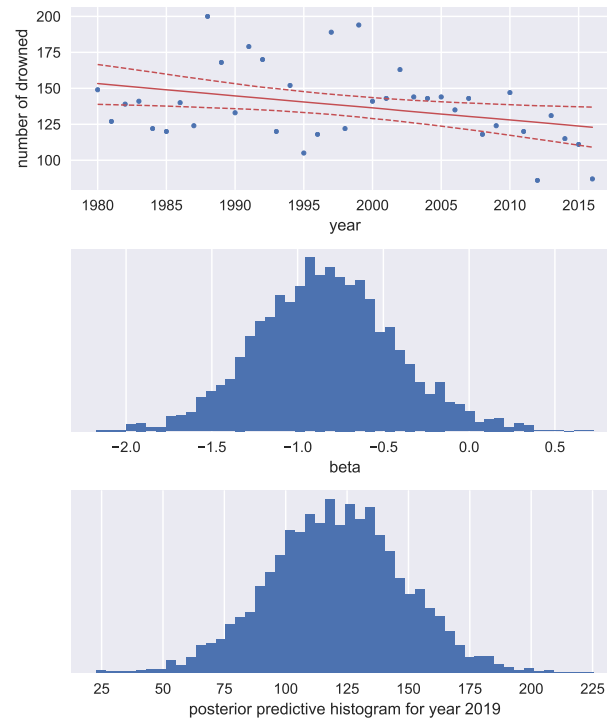 number of drowned
200
175
150
125
100
1980 1985 1990 1995 2000 2005 2010 2015
year
−2.0 −1.5 −1.0 −0.5 0.0 0.5
beta
25 50 75 100 125 150 175 200 225
posterior predictive histogram for year 2019